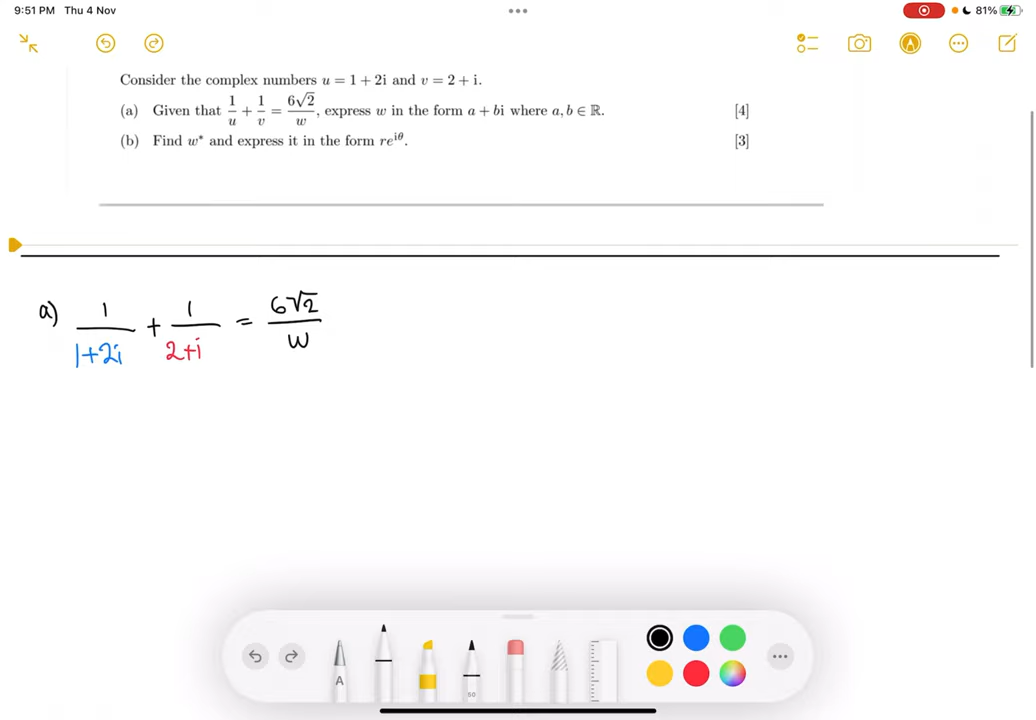 9:51 PM Thu 4 Nov
81%
Consider the complex numbers u = 1 + 2i and v = 2 + i.
(a) Given that 1/u + 1/v = 6√2/w, express w in the form a + bi where a, b ∈ ℝ. [4]
(b) Find w* and express it in the form re^{iθ}. [3]
a) 1/(1+2i) + 1/(2+i) = 6√2/w
A
50